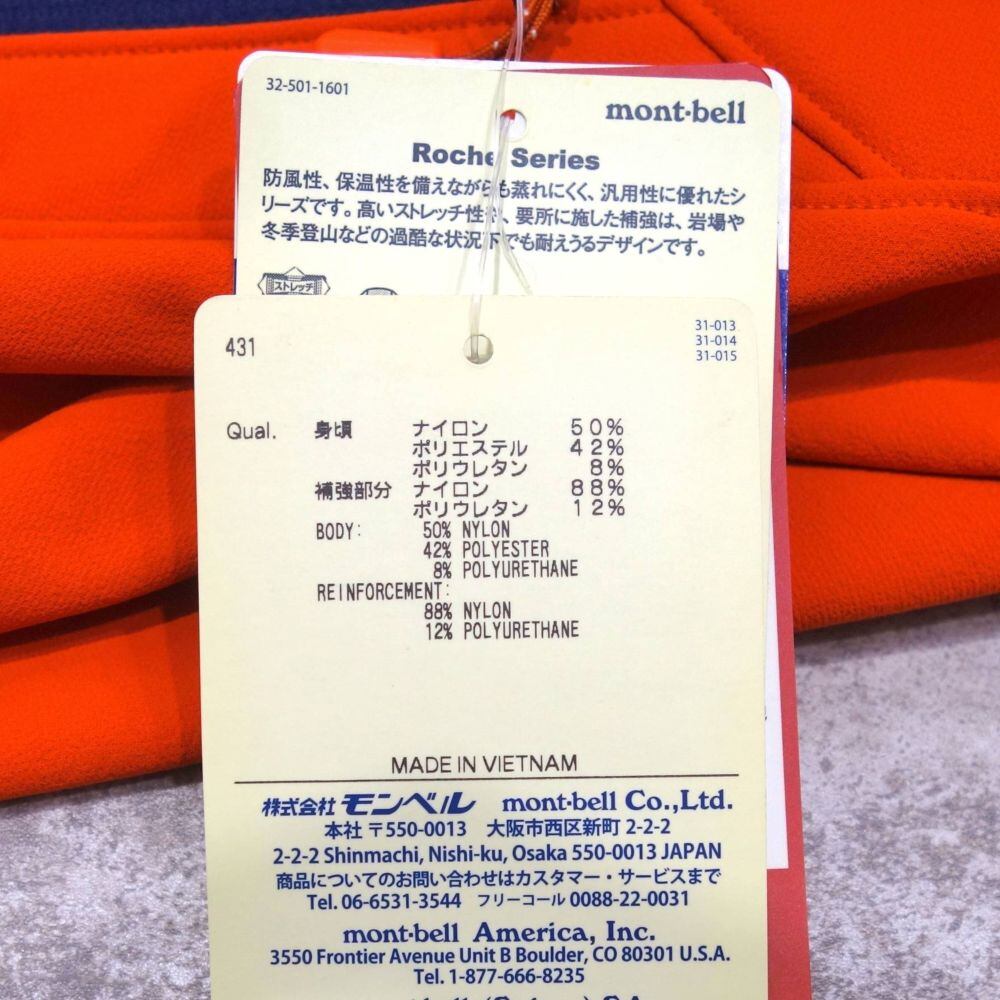 32-501-1601
mont-bell
Roche Series
防風性、保温性を備えながらも蒸れにくく、汎用性に優れたシ
リーズです。高いストレッチ性や、要所に施した補強は、岩場や
冬季登山などの過酷な状況下でも耐えうるデザインです。
ストレッチ
431
31-013
31-014
31-015
Qual. 身頃 ナイロン 50%
ポリエステル 42%
ポリウレタン 8%
補強部分 ナイロン 88%
ポリウレタン 12%
BODY: 50% NYLON
42% POLYESTER
8% POLYURETHANE
REINFORCEMENT:
88% NYLON
12% POLYURETHANE
MADE IN VIETNAM
株式会社 モンベル mont-bell Co.,Ltd.
本社 〒550-0013 大阪市西区新町 2-2-2
2-2-2 Shinmachi, Nishi-ku, Osaka 550-0013 JAPAN
商品についてのお問い合わせはカスタマー・サービスまで
Tel. 06-6531-3544 フリーコール 0088-22-0031
mont-bell America, Inc.
3550 Frontier Avenue Unit B Boulder, CO 80301 U.S.A.
Tel. 1-877-666-8235